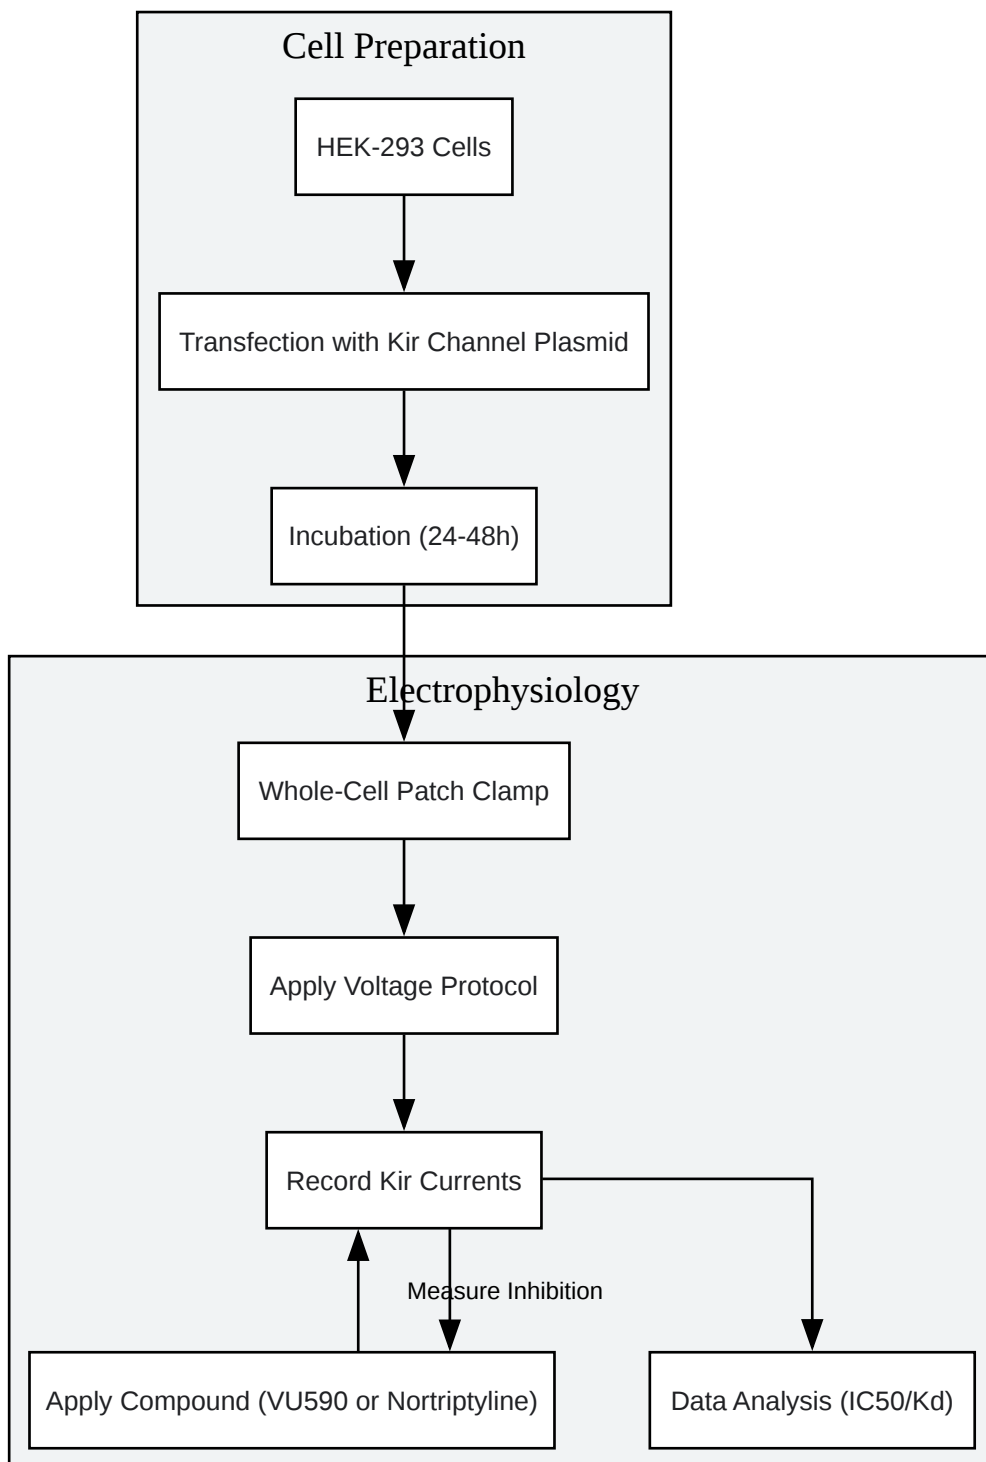 Cell Preparation
HEK-293 Cells
Transfection with Kir Channel Plasmid
Incubation (24-48h)
Electrophysiology
Whole-Cell Patch Clamp
Apply Voltage Protocol
Record Kir Currents
Measure Inhibition
Apply Compound (VU590 or Nortriptyline)
Data Analysis (IC50/Kd)